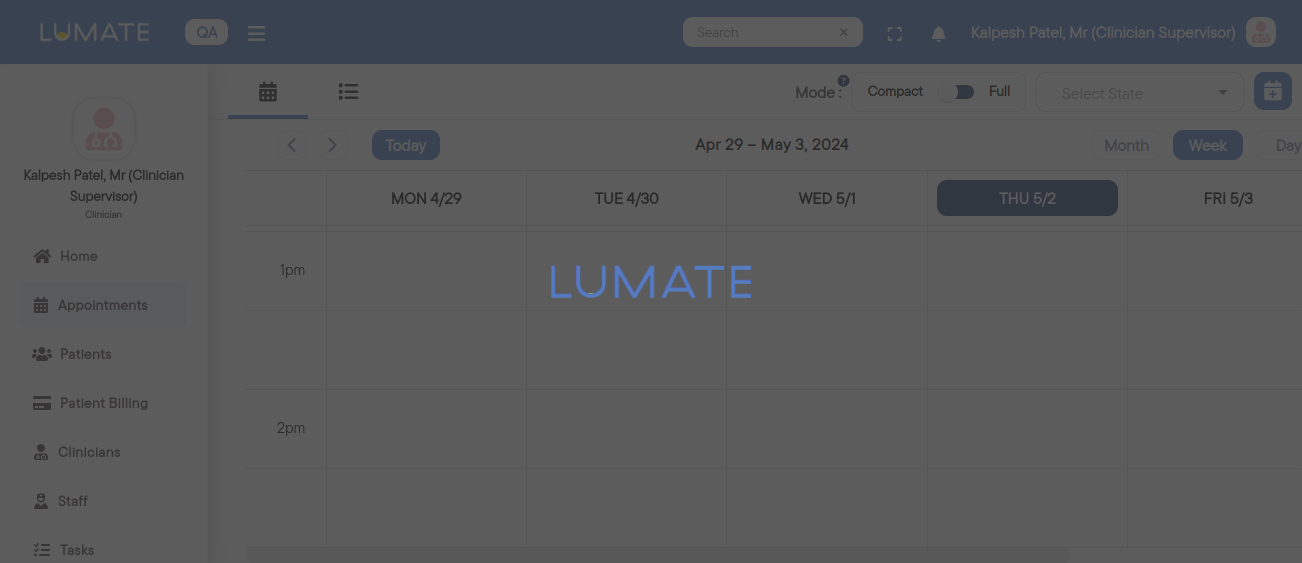 LUMATE
QA
Search
Kalpesh Patel, Mr (Clinician Supervisor)
Kalpesh Patel, Mr (Clinician
Supervisor)
Clinician
Home
Appointments
Patients
Patient Billing
Clinicians
Staff
Tasks
Mode :
?
Compact
Full
Select State
Today
Apr 29 – May 3, 2024
Month
Week
Day
MON 4/29
TUE 4/30
WED 5/1
THU 5/2
FRI 5/3
1pm
LUMATE
2pm